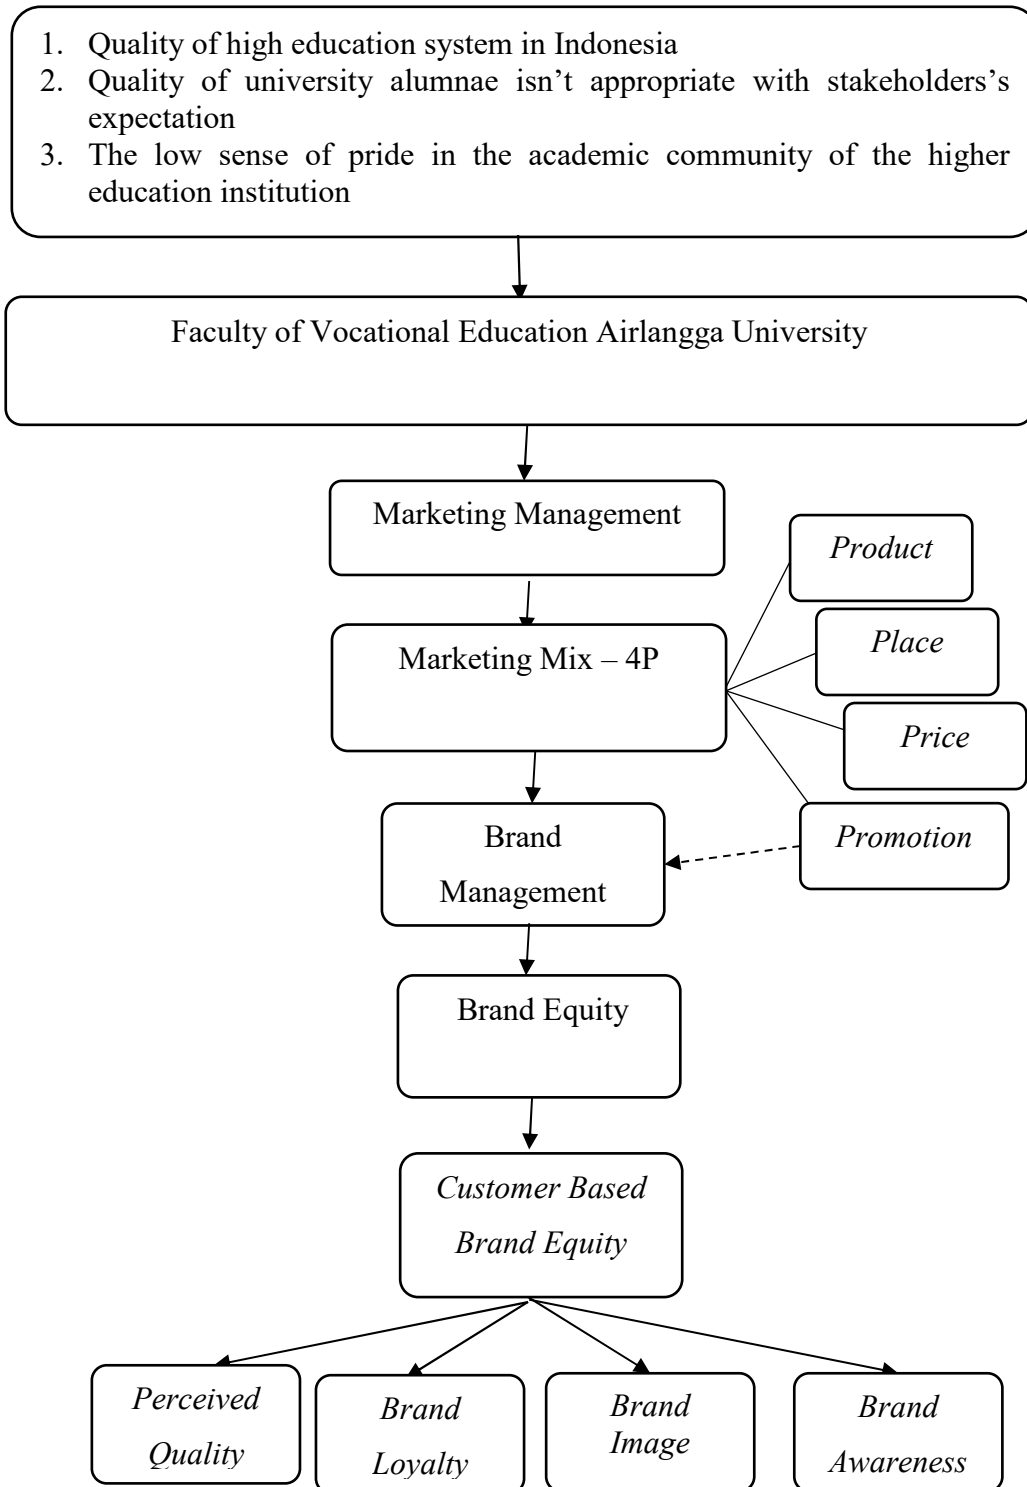 1. Quality of high education system in Indonesia
2. Quality of university alumnae isn't appropriate with stakeholders's
expectation
3. The low sense of pride in the academic community of the higher
education institution
Faculty of Vocational Education Airlangga University
Marketing Management
Product
Place
Marketing Mix – 4P
Price
Promotion
Brand
Management
Brand Equity
Customer Based
Brand Equity
Perceived
Quality
Brand
Loyalty
Brand
Image
Brand
Awareness